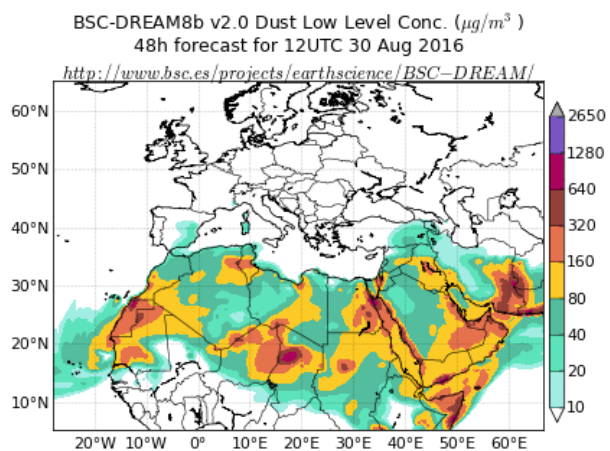 BSC-DREAM8b v2.0 Dust Low Level Conc. (μg/m³ )
48h forecast for 12UTC 30 Aug 2016
http://www.bsc.es/projects/earthscience/BSC−DREAM/
60°N
50°N
40°N
30°N
20°N
10°N
20°W 10°W 0° 10°E 20°E 30°E 40°E 50°E 60°E
2650
1280
640
320
160
80
40
20
10